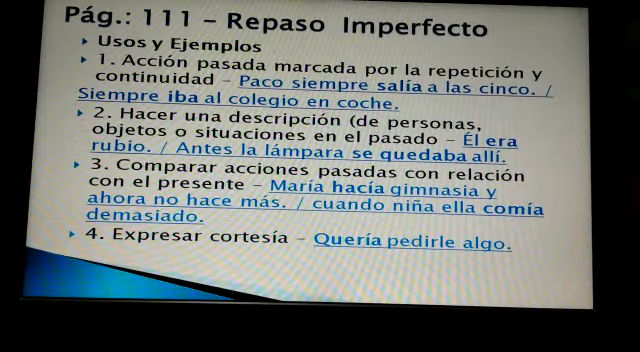 Pág.: 111 – Repaso Imperfecto
Usos y Ejemplos
1. Acción pasada marcada por la repetición y
continuidad – Paco siempre salía a las cinco. /
Siempre iba al colegio en coche.
2. Hacer una descripción (de personas,
objetos o situaciones en el pasado – Él era
rubio. / Antes la lámpara se quedaba allí.
3. Comparar acciones pasadas con relación
con el presente – María hacía gimnasia y
ahora no hace más. / cuando niña ella comía
demasiado.
4. Expresar cortesía – Quería pedirle algo.